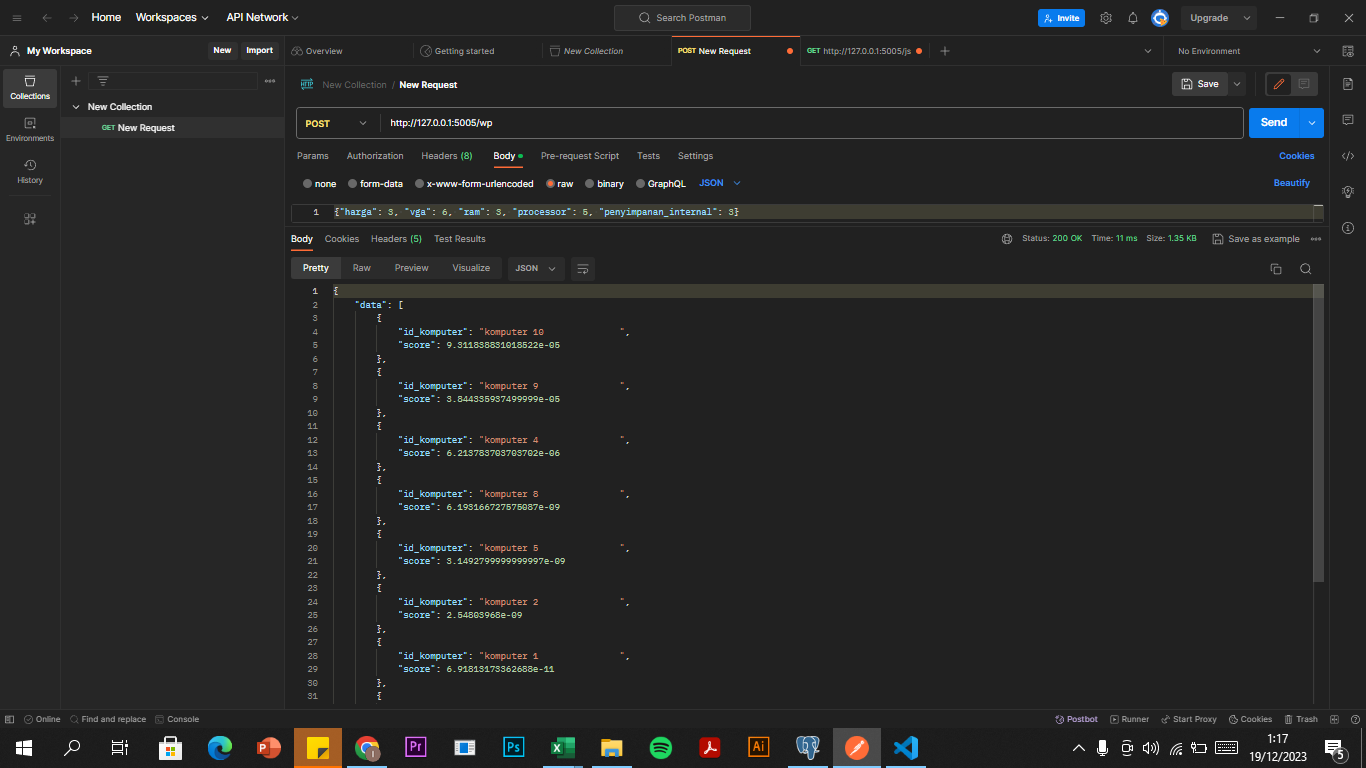 Home Workspaces API Network Search Postman Invite Upgrade
My Workspace New Import Overview Getting started New Collection POST New Request GET http://127.0.0.1:5005/js No Environment
Collections
Environments
History
New Collection
GET New Request
HTTP New Collection / New Request Save
POST http://127.0.0.1:5005/wp Send
Params Authorization Headers (8) Body Pre-request Script Tests Settings Cookies
none form-data x-www-form-urlencoded raw binary GraphQL JSON Beautify
1 {"harga": 3, "vga": 6, "ram": 3, "processor": 5, "penyimpanan_internal": 3}
Body Cookies Headers (5) Test Results Status: 200 OK Time: 11 ms Size: 1.35 KB Save as example
Pretty Raw Preview Visualize JSON
1 {
2 "data": [
3 {
4 "id_komputer": "komputer 10 ",
5 "score": 9.311838831018522e-05
6 },
7 {
8 "id_komputer": "komputer 9 ",
9 "score": 3.844335937499999e-05
10 },
11 {
12 "id_komputer": "komputer 4 ",
13 "score": 6.213783703703702e-06
14 },
15 {
16 "id_komputer": "komputer 8 ",
17 "score": 6.193166727575087e-09
18 },
19 {
20 "id_komputer": "komputer 5 ",
21 "score": 3.1492799999999997e-09
22 },
23 {
24 "id_komputer": "komputer 2 ",
25 "score": 2.54803968e-09
26 },
27 {
28 "id_komputer": "komputer 1 ",
29 "score": 6.91813173362688e-11
30 },
31 {
Online Find and replace Console Postbot Runner Start Proxy Cookies Trash
Pr Ps Ai
1:17
19/12/2023
5